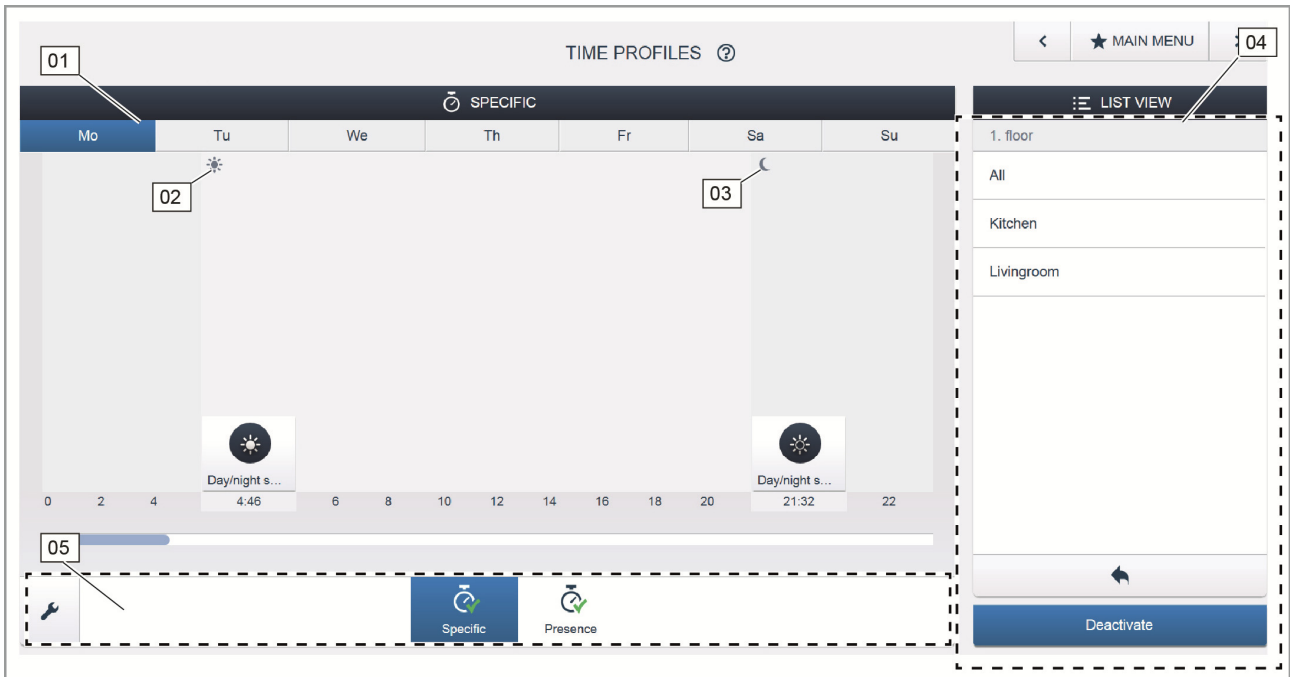 01
TIME PROFILES ?
< ★ MAIN MENU
04
SPECIFIC
LIST VIEW
Mo Tu We Th Fr Sa Su
1. floor
02
03
All
Kitchen
Livingroom
Day/night s...
Day/night s...
0 2 4 4:46 6 8 10 12 14 16 18 20 21:32 22
05
Specific
Presence
Deactivate